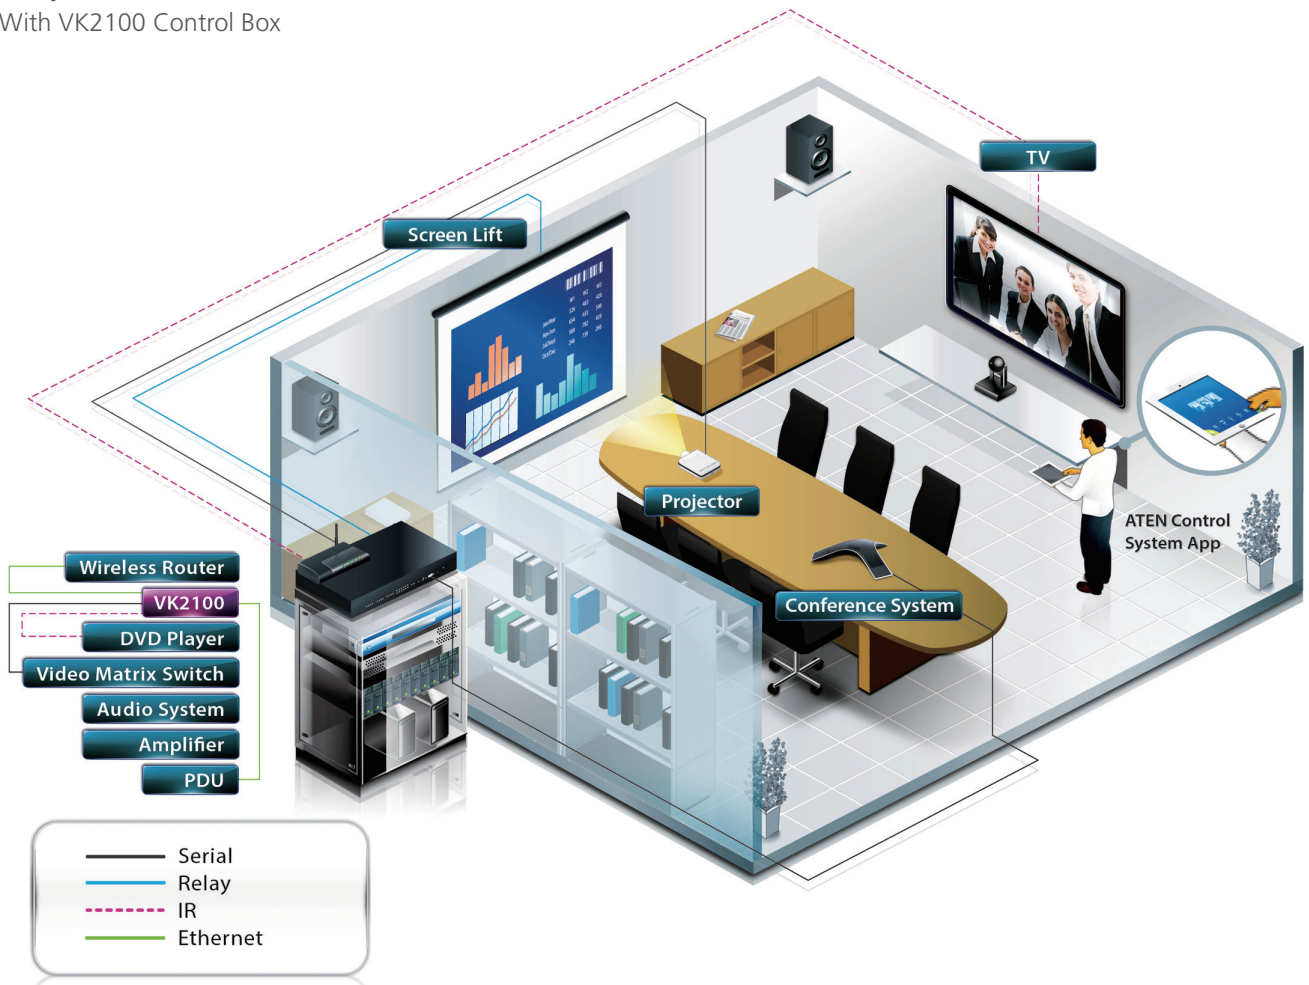 With VK2100 Control Box
TV
Screen Lift
Projector
ATEN Control
System App
Conference System
Wireless Router
VK2100
DVD Player
Video Matrix Switch
Audio System
Amplifier
PDU
Serial
Relay
IR
Ethernet